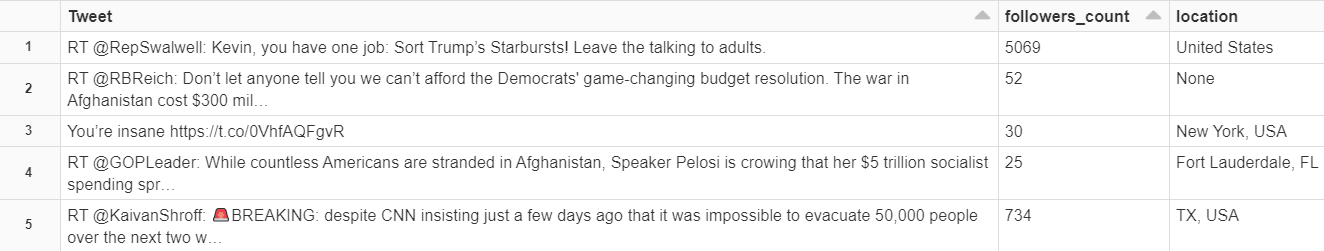 Tweet followers_count location
1 RT @RepSwalwell: Kevin, you have one job: Sort Trump’s Starbursts! Leave the talking to adults. 5069 United States
2 RT @RBReich: Don’t let anyone tell you we can’t afford the Democrats' game-changing budget resolution. The war in 52 None
Afghanistan cost $300 mil…
3 You’re insane https://t.co/0VhfAQFgvR 30 New York, USA
4 RT @GOPLeader: While countless Americans are stranded in Afghanistan, Speaker Pelosi is crowing that her $5 trillion socialist 25 Fort Lauderdale, FL
spending spr…
5 RT @KaivanShroff: 🚨BREAKING: despite CNN insisting just a few days ago that it was impossible to evacuate 50,000 people 734 TX, USA
over the next two w…